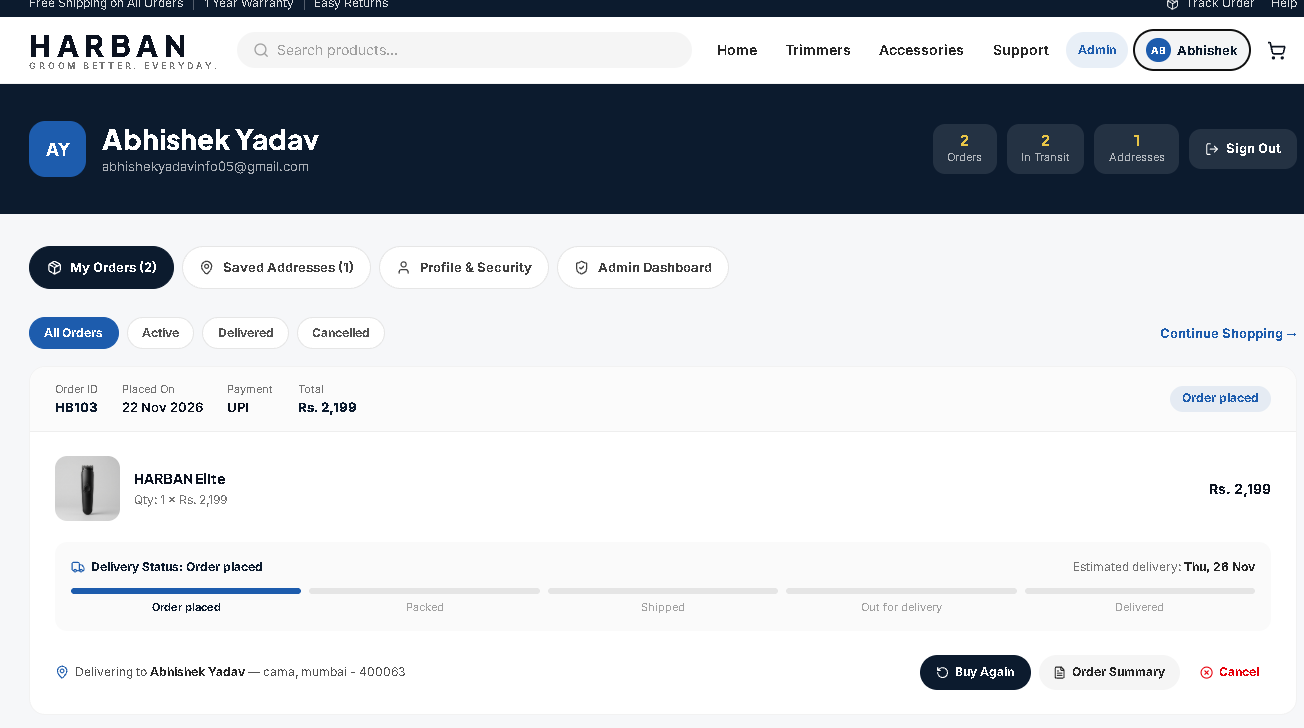 Free Shipping on All Orders | 1 Year Warranty | Easy Returns Track Order Help
HARBAN
GROOM BETTER. EVERYDAY.
Search products...
Home Trimmers Accessories Support Admin AB Abhishek
AY
Abhishek Yadav
abhishekyadavinfo05@gmail.com
2 Orders
2 In Transit
1 Addresses
Sign Out
My Orders (2) Saved Addresses (1) Profile & Security Admin Dashboard
All Orders Active Delivered Cancelled Continue Shopping →
Order ID Placed On Payment Total
HB103 22 Nov 2026 UPI Rs. 2,199 Order placed
HARBAN Elite
Qty: 1 × Rs. 2,199
Rs. 2,199
Delivery Status: Order placed Estimated delivery: Thu, 26 Nov
Order placed Packed Shipped Out for delivery Delivered
Delivering to Abhishek Yadav — cama, mumbai - 400063 Buy Again Order Summary Cancel